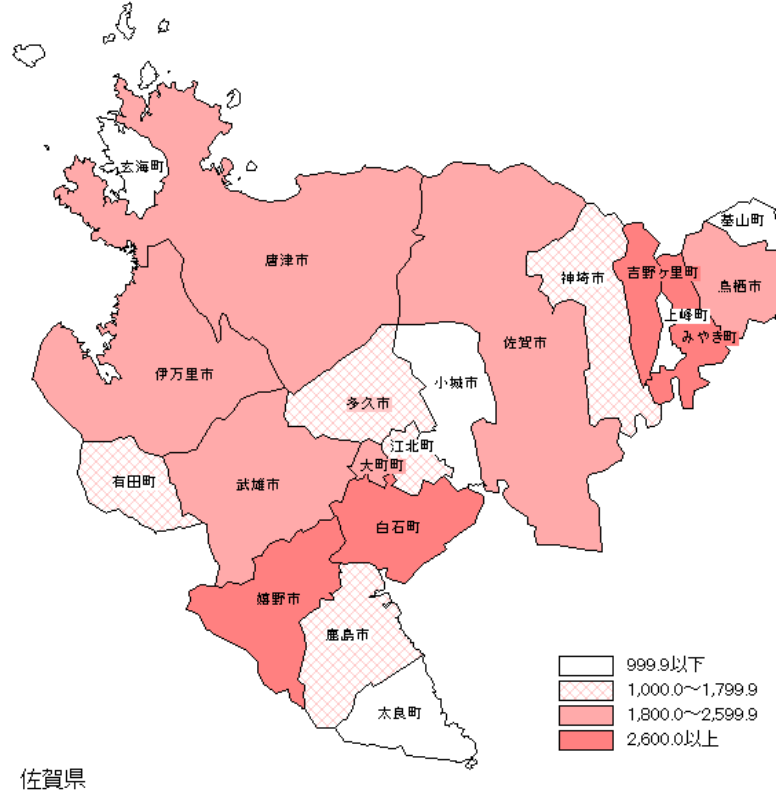 玄海町
基山町
唐津市
神埼市
吉野ヶ里町
鳥栖市
上峰町
みやき町
佐賀市
伊万里市
小城市
多久市
江北町
大町町
有田町
武雄市
白石町
嬉野市
鹿島市
太良町
999.9以下
1,000.0〜1,799.9
1,800.0〜2,599.9
2,600.0以上
佐賀県